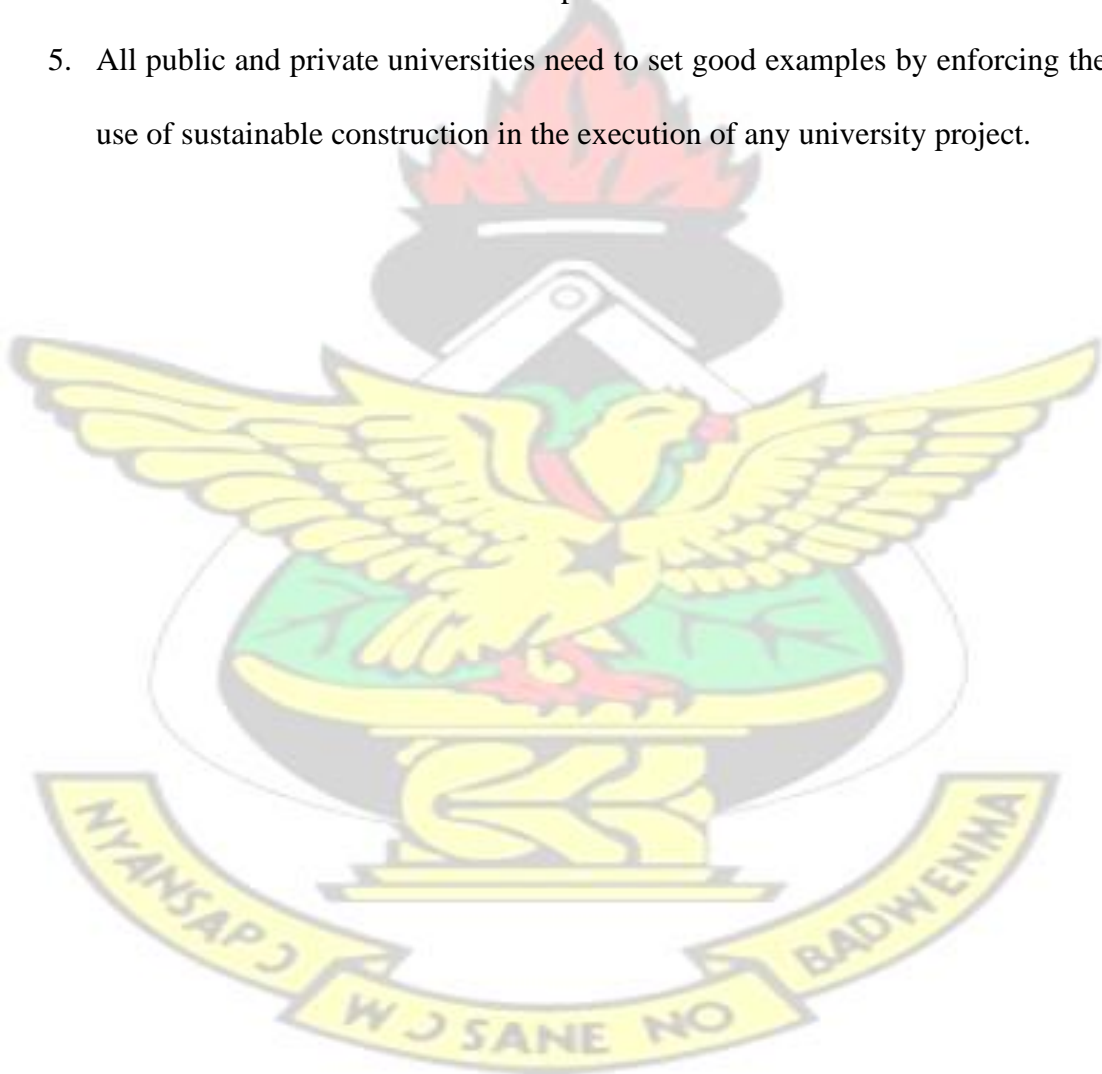 5. All public and private universities need to set good examples by enforcing the
use of sustainable construction in the execution of any university project.
NYANSAPƆ WƆSANE NO BADWENMA